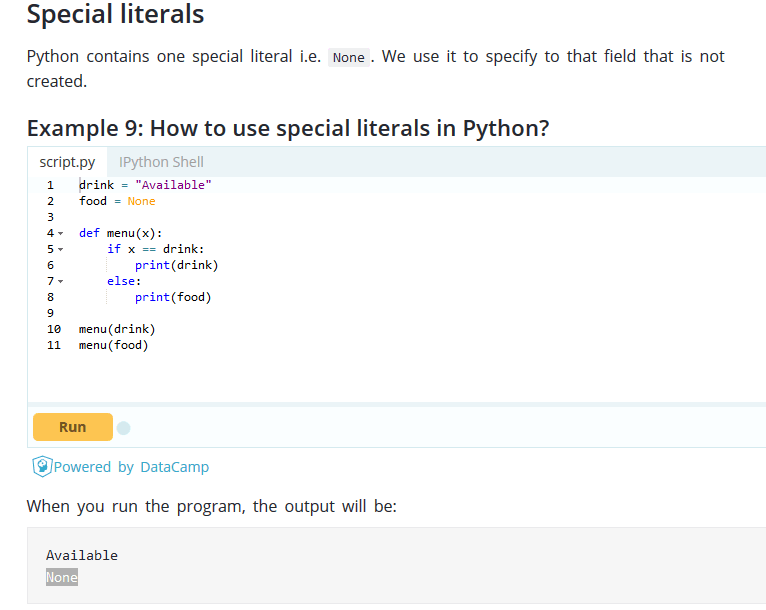 Special literals
Python contains one special literal i.e. None . We use it to specify to that field that is not
created.
Example 9: How to use special literals in Python?
script.py IPython Shell
1 drink = "Available"
2 food = None
3
4 def menu(x):
5     if x == drink:
6         print(drink)
7     else:
8         print(food)
9
10 menu(drink)
11 menu(food)
Run
Powered by DataCamp
When you run the program, the output will be:
Available
None